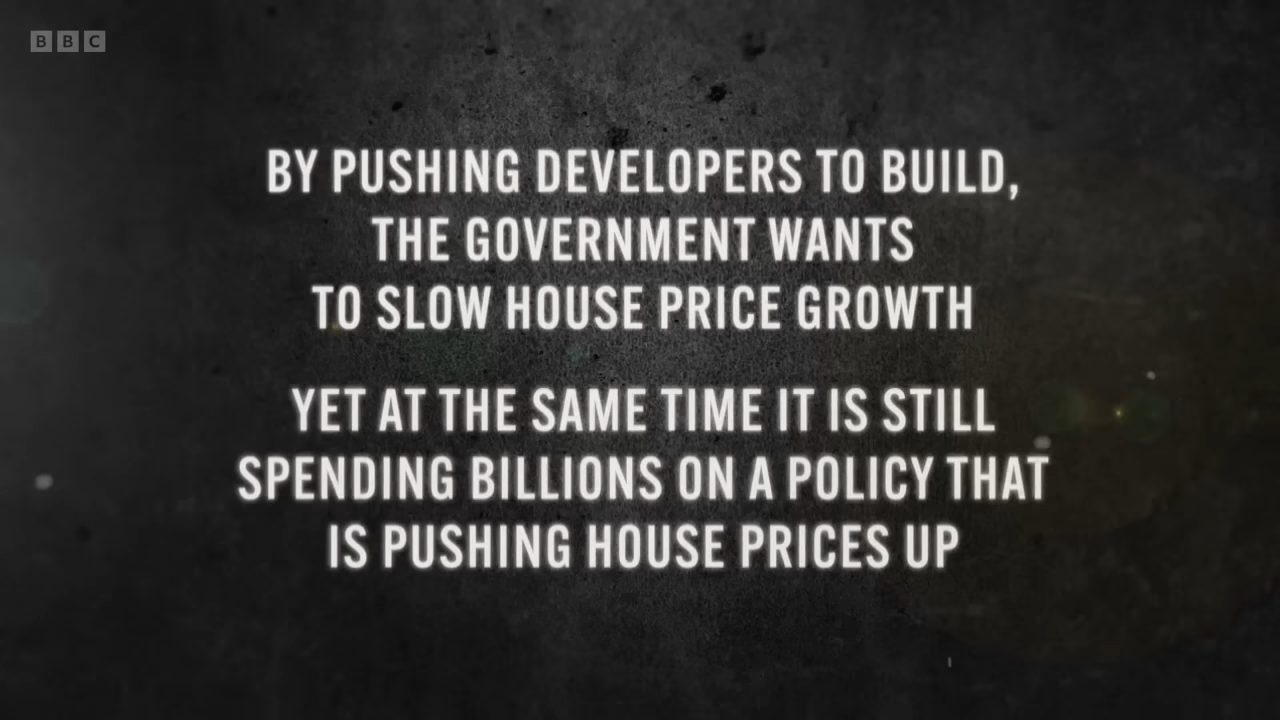 BBC
BY PUSHING DEVELOPERS TO BUILD,
THE GOVERNMENT WANTS
TO SLOW HOUSE PRICE GROWTH
YET AT THE SAME TIME IT IS STILL
SPENDING BILLIONS ON A POLICY THAT
IS PUSHING HOUSE PRICES UP